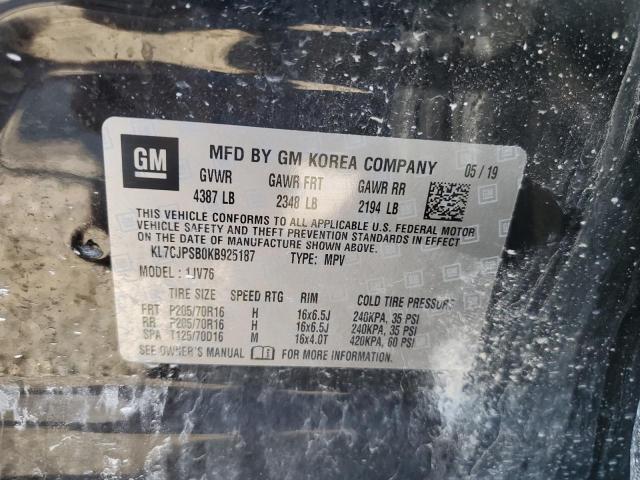 GM
MFD BY GM KOREA COMPANY 05/19
GVWR GAWR FRT GAWR RR
4387 LB 2348 LB 2194 LB
THIS VEHICLE CONFORMS TO ALL APPLICABLE U.S. FEDERAL MOTOR
VEHICLE SAFETY, BUMPER, AND THEFT PREVENTION STANDARDS IN
EFFECT ON THE DATE OF MANUFACTURE SHOWN ABOVE.
KL7CJPSB0KB925187 TYPE: MPV
MODEL: 1JV76
TIRE SIZE SPEED RTG RIM COLD TIRE PRESSURE
FRT P205/70R16 H 16x6.5J 240KPA, 35 PSI
RR P205/70R16 H 16x6.5J 240KPA, 35 PSI
SPA T125/70D16 M 16x4.0T 420KPA, 60 PSI
SEE OWNER'S MANUAL FOR MORE INFORMATION.